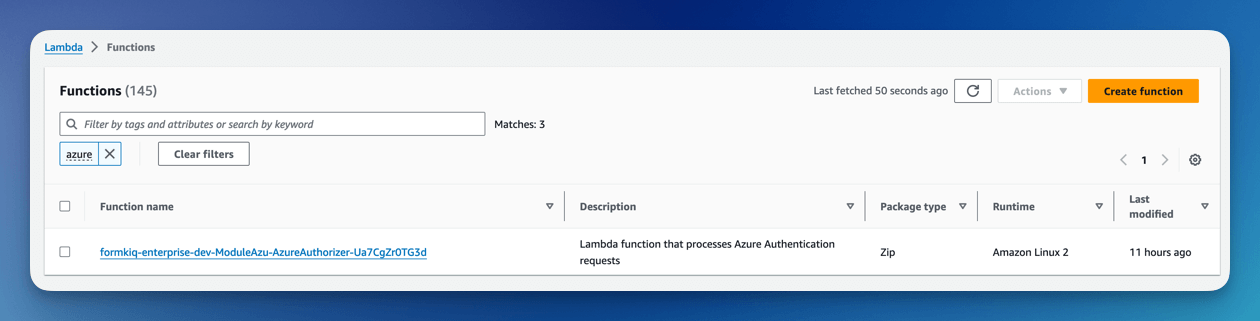 Lambda > Functions
Functions (145)
Last fetched 50 seconds ago
Actions
Create function
Filter by tags and attributes or search by keyword
Matches: 3
azure
Clear filters
1
Function name
Description
Package type
Runtime
Last
modified
formkiq-enterprise-dev-ModuleAzu-AzureAuthorizer-Ua7CgZr0TG3d
Lambda function that processes Azure Authentication
requests
Zip
Amazon Linux 2
11 hours ago